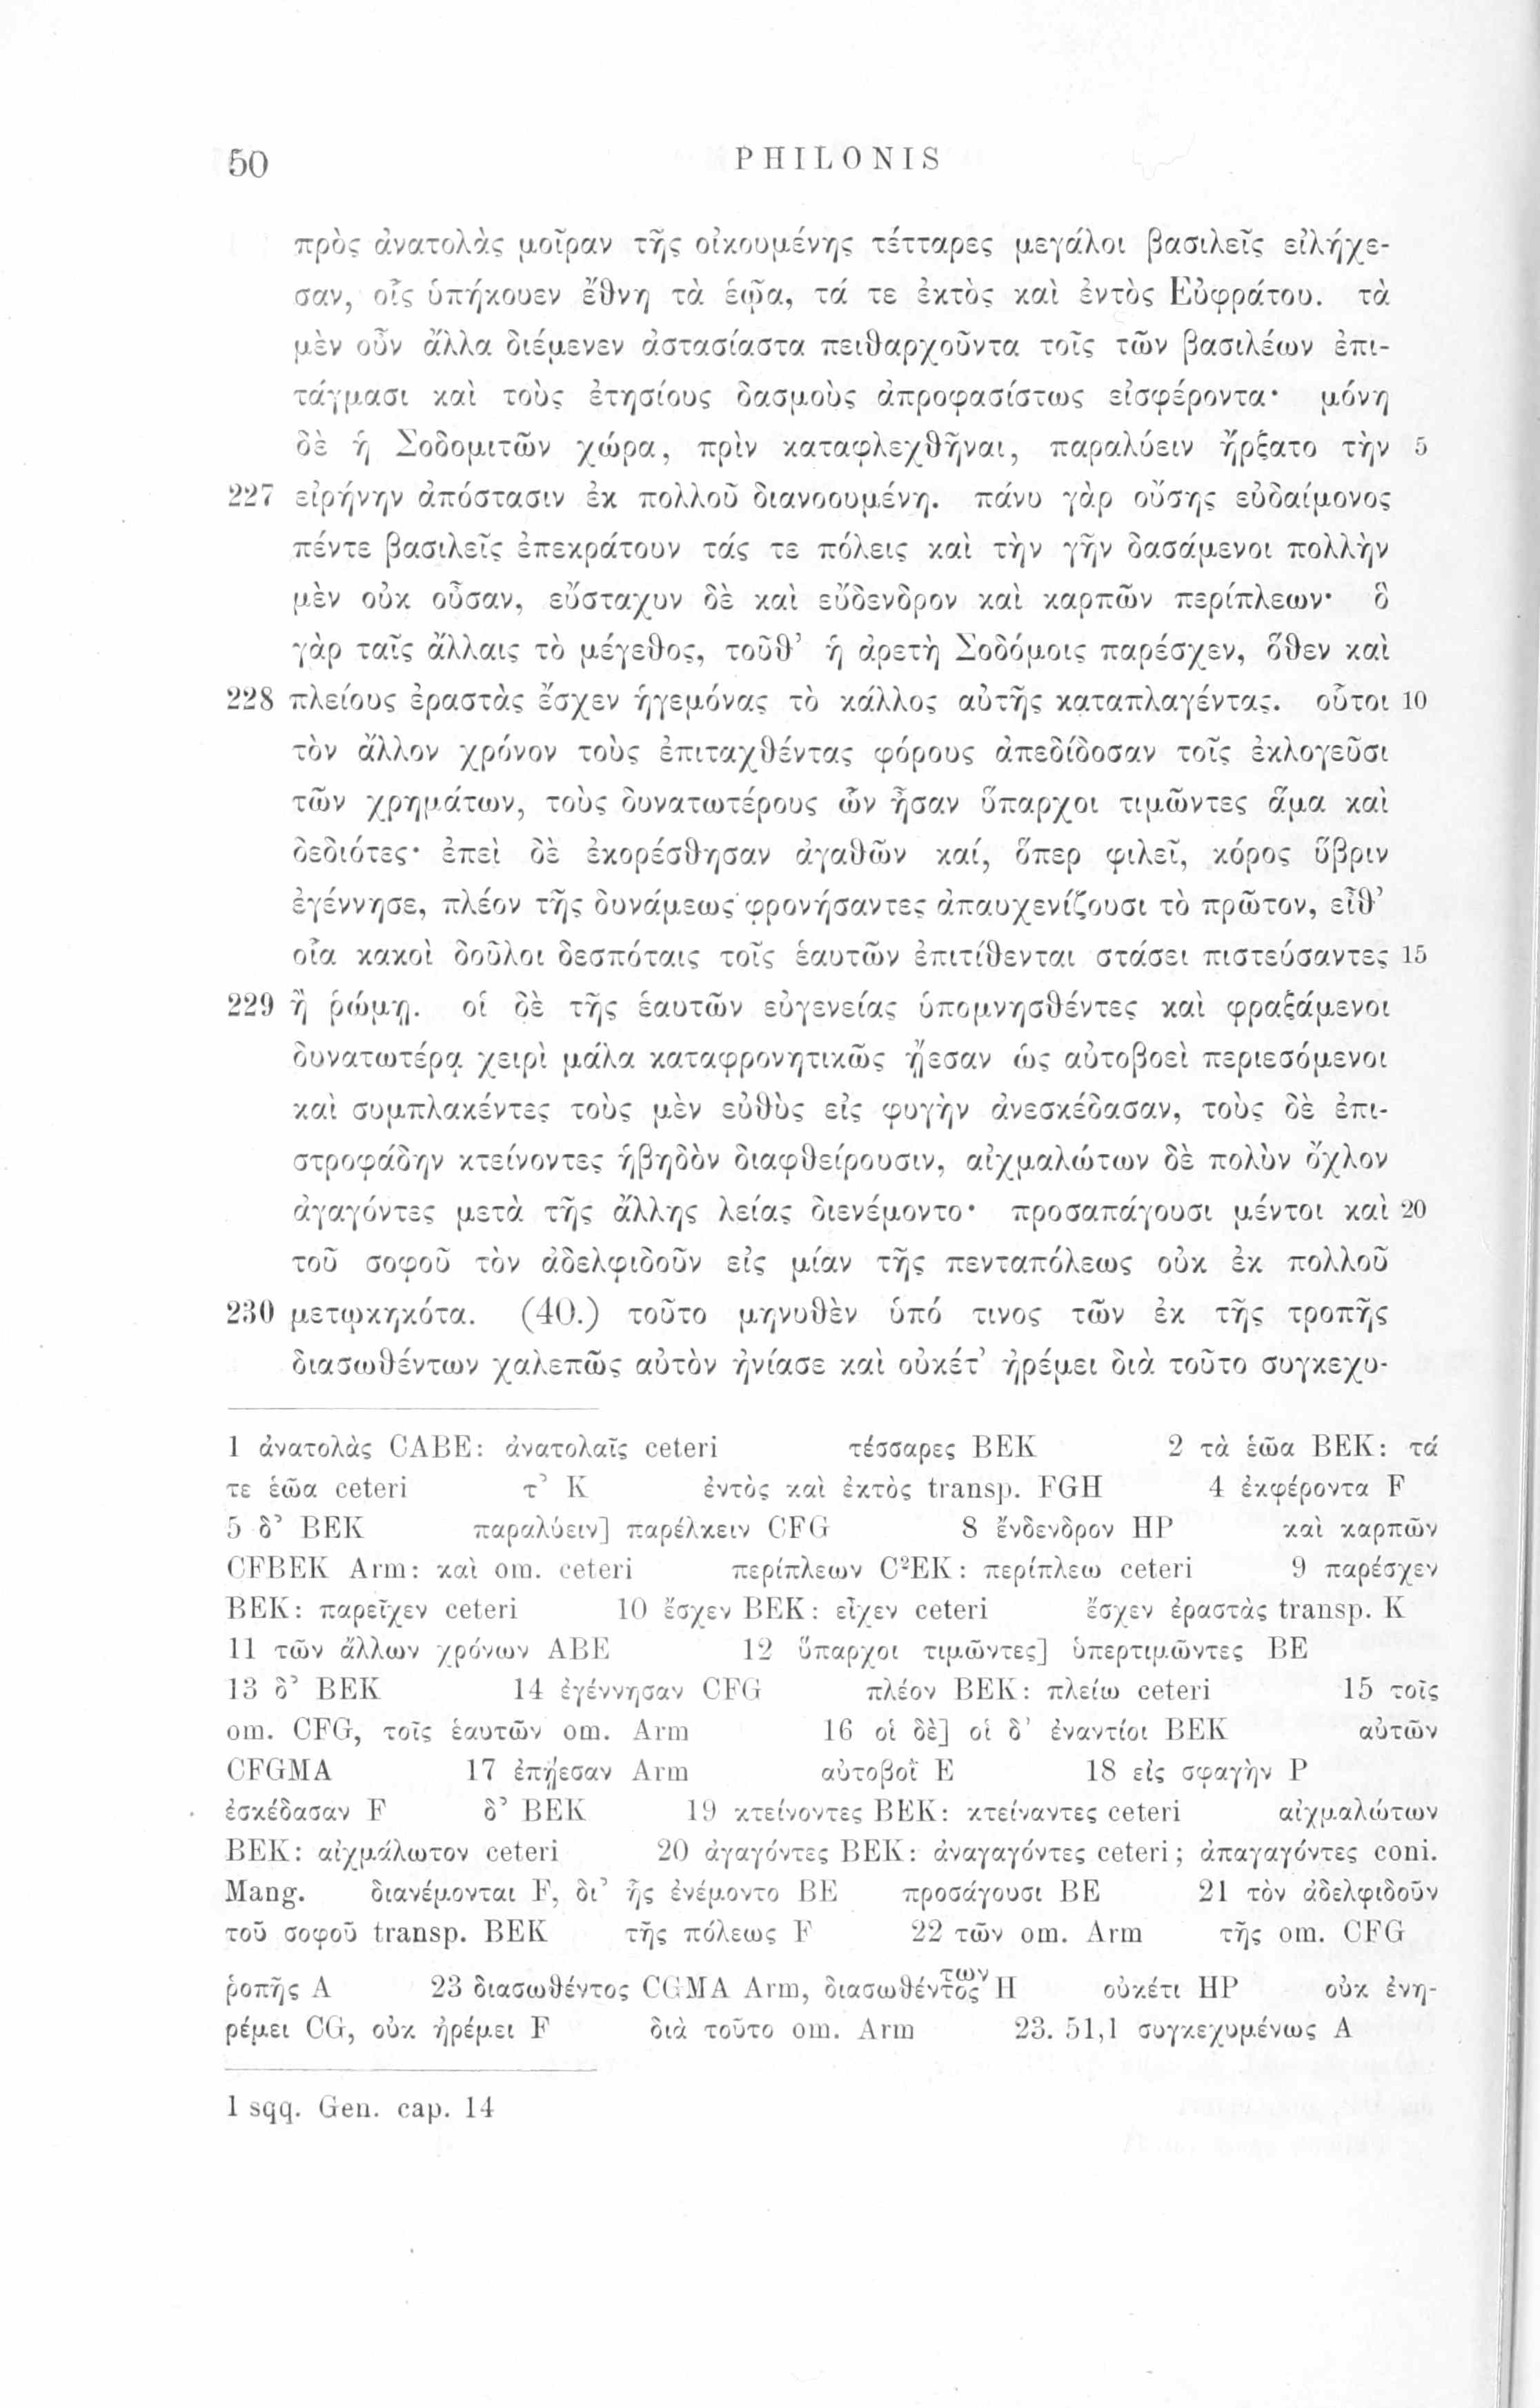 50 PHILONIS
πρὸς ἀνατολὰς μοῖραν τῆς οἰκουμένης τέτταρες μεγάλοι βασιλεῖς εἰλήχε-
σαν, οἷς ὑπήκουεν ἔθνη τὰ ἑῷα, τά τε ἐκτὸς καὶ ἐντὸς Εὐφράτου. τὰ
μὲν οὖν ἄλλα διέμενεν ἀστασίαστα πειθαρχοῦντα τοῖς τῶν βασιλέων ἐπι-
τάγμασι καὶ τοὺς ἐτησίους δασμοὺς ἀπροφασίστως εἰσφέροντα· μόνη
δὲ ἡ Σοδομιτῶν χώρα, πρὶν καταφλεχθῆναι, παραλύειν ἤρξατο τὴν 5
227 εἰρήνην ἀπόστασιν ἐκ πολλοῦ διανοουμένη. πάνυ γὰρ οὔσης εὐδαίμονος
πέντε βασιλεῖς ἐπεκράτουν τάς τε πόλεις καὶ τὴν γῆν δασάμενοι πολλὴν
μὲν οὐκ οὖσαν, εὔσταχυν δὲ καὶ εὔδενδρον καὶ καρπῶν περίπλεων· ὃ
γὰρ ταῖς ἄλλαις τὸ μέγεθος, τοῦθ’ ἡ ἀρετὴ Σοδόμοις παρέσχεν, ὅθεν καὶ
228 πλείους ἐραστὰς ἔσχεν ἡγεμόνας τὸ κάλλος αὐτῆς καταπλαγέντας. οὗτοι 10
τὸν ἄλλον χρόνον τοὺς ἐπιταχθέντας φόρους ἀπεδίδοσαν τοῖς ἐκλογεῦσι
τῶν χρημάτων, τοὺς δυνατωτέρους ὧν ἦσαν ὕπαρχοι τιμῶντες ἅμα καὶ
δεδιότες· ἐπεὶ δὲ ἐκορέσθησαν ἀγαθῶν καί, ὅπερ φιλεῖ, κόρος ὕβριν
ἐγέννησε, πλέον τῆς δυνάμεως φρονήσαντες ἀπαυχενίζουσι τὸ πρῶτον, εἶθ’
οἷα κακοὶ δοῦλοι δεσπόταις τοῖς ἑαυτῶν ἐπιτίθενται στάσει πιστεύσαντες 15
229 ἢ ῥώμῃ. οἱ δὲ τῆς ἑαυτῶν εὐγενείας ὑπομνησθέντες καὶ φραξάμενοι
δυνατωτέρᾳ χειρὶ μάλα καταφρονητικῶς ᾔεσαν ὡς αὐτοβοεὶ περιεσόμενοι
καὶ συμπλακέντες τοὺς μὲν εὐθὺς εἰς φυγὴν ἀνεσκέδασαν, τοὺς δὲ ἐπι-
στροφάδην κτείνοντες ἡβηδὸν διαφθείρουσιν, αἰχμαλώτων δὲ πολὺν ὄχλον
ἀγαγόντες μετὰ τῆς ἄλλης λείας διενέμοντο· προσαπάγουσι μέντοι καὶ 20
τοῦ σοφοῦ τὸν ἀδελφιδοῦν εἰς μίαν τῆς πενταπόλεως οὐκ ἐκ πολλοῦ
230 μετῳκηκότα. (40.) τοῦτο μηνυθὲν ὑπό τινος τῶν ἐκ τῆς τροπῆς
διασωθέντων χαλεπῶς αὐτὸν ἠνίασε καὶ οὐκέτ’ ἠρέμει διὰ τοῦτο συγκεχυ-
1 ἀνατολὰς CABE: ἀνατολαῖς ceteri τέσσαρες BEK 2 τὰ ἑῶα BEK: τά
τε ἑῶα ceteri τ’ K ἐντὸς καὶ ἐκτὸς transp. FGH 4 ἐκφέροντα F
5 δ’ BEK παραλύειν] παρέλκειν CFG 8 ἔνδενδρον HP καὶ καρπῶν
CFBEK Arm: καὶ om. ceteri περίπλεων C²EK: περίπλεω ceteri 9 παρέσχεν
BEK: παρεῖχεν ceteri 10 ἔσχεν BEK: εἶχεν ceteri ἔσχεν ἐραστὰς transp. K
11 τῶν ἄλλων χρόνων ABE 12 ὕπαρχοι τιμῶντες] ὑπερτιμῶντες BE
13 δ’ BEK 14 ἐγέννησαν CFG πλέον BEK: πλείω ceteri 15 τοῖς
om. CFG, τοῖς ἑαυτῶν om. Arm 16 οἱ δὲ] οἱ δ’ ἐναντίοι BEK αὐτῶν
CFGMA 17 ἐπῄεσαν Arm αὐτοβοῒ E 18 εἰς σφαγὴν P
ἐσκέδασαν F δ’ BEK 19 κτείνοντες BEK: κτείναντες ceteri αἰχμαλώτων
BEK: αἰχμάλωτον ceteri 20 ἀγαγόντες BEK: ἀναγαγόντες ceteri; ἀπαγαγόντες coni.
Mang. διανέμονται F, δι’ ἧς ἐνέμοντο BE προσάγουσι BE 21 τὸν ἀδελφιδοῦν
τοῦ σοφοῦ transp. BEK τῆς πόλεως F 22 τῶν om. Arm τῆς om. CFG
ῥοπῆς A 23 διασωθέντος CGMA Arm, διασωθέντος των H οὐκέτι HP οὐκ ἐνη-
ρέμει CG, οὐκ ἠρέμει F διὰ τοῦτο om. Arm 23. 51,1 συγκεχυμένως A
1 sqq. Gen. cap. 14